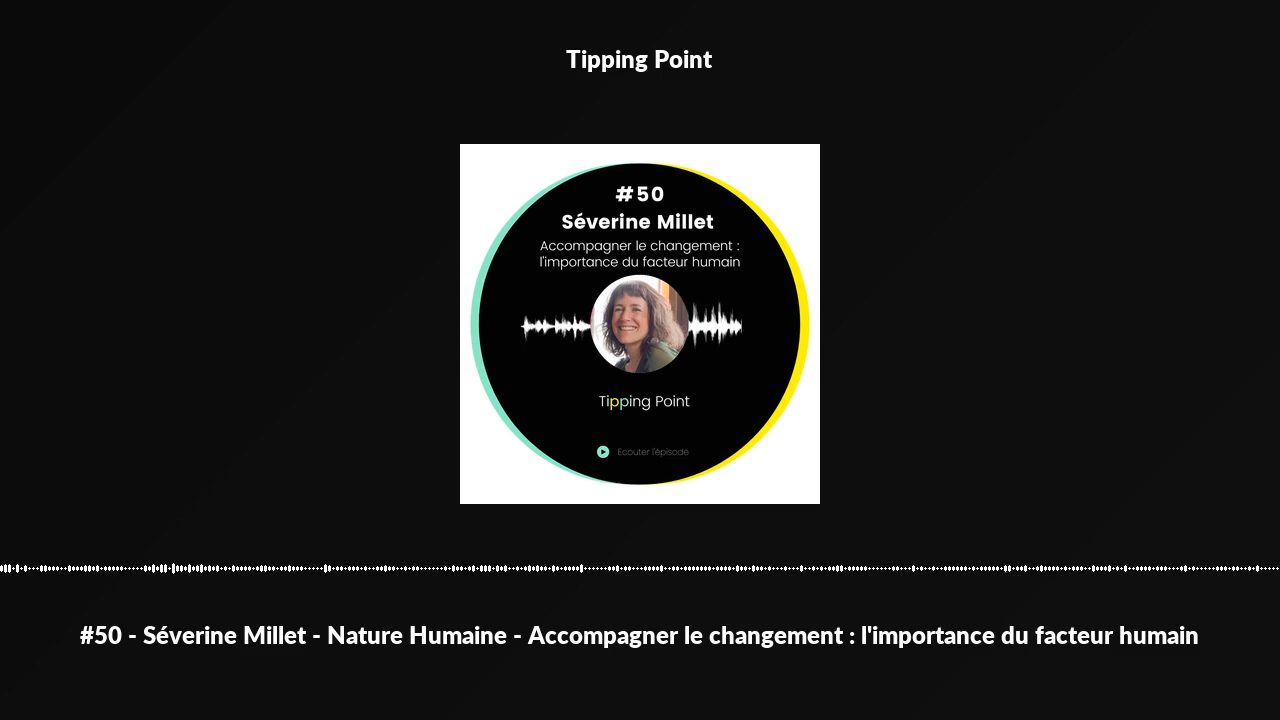 Tipping Point
#50
Séverine Millet
Accompagner le changement :
l'importance du facteur humain
Tipping Point
Ecouter l'épisode
#50 - Séverine Millet - Nature Humaine - Accompagner le changement : l'importance du facteur humain